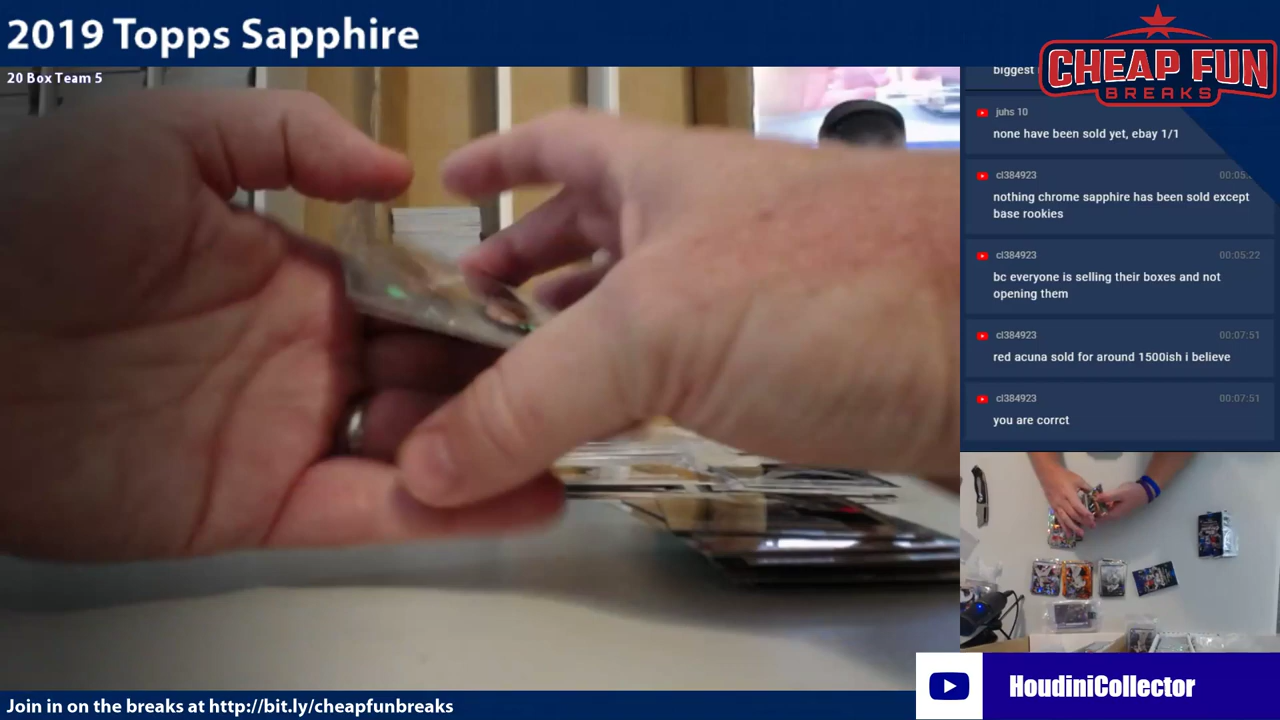 2019 Topps Sapphire
20 Box Team 5
CHEAP FUN
BREAKS
biggest
juhs 10
none have been sold yet, ebay 1/1
cl384923 00:05:
nothing chrome sapphire has been sold except
base rookies
cl384923 00:05:22
bc everyone is selling their boxes and not
opening them
cl384923 00:07:51
red acuna sold for around 1500ish i believe
cl384923 00:07:51
you are corrct
HoudiniCollector
Join in on the breaks at http://bit.ly/cheapfunbreaks